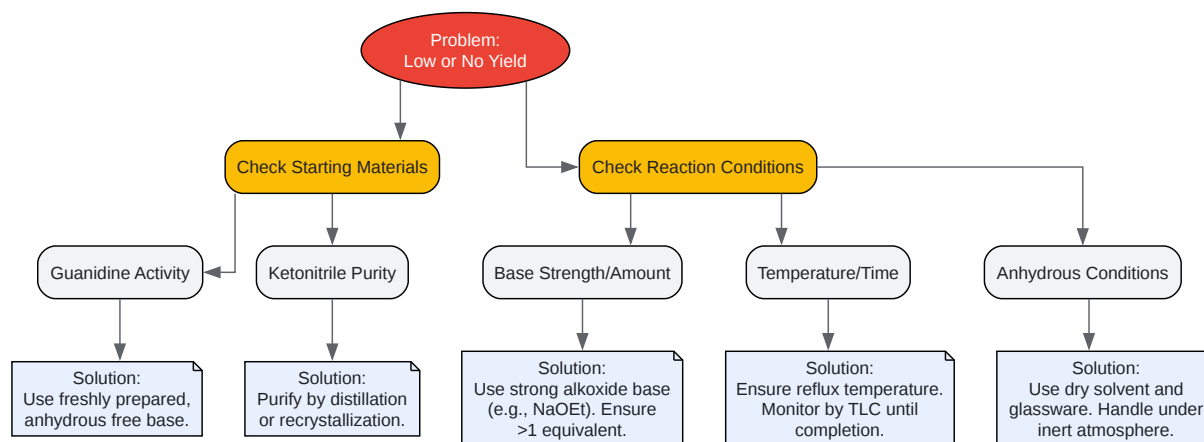 Problem:
Low or No Yield
Check Starting Materials
Check Reaction Conditions
Guanidine Activity
Ketonitrile Purity
Base Strength/Amount
Temperature/Time
Anhydrous Conditions
Solution:
Use freshly prepared,
anhydrous free base.
Solution:
Purify by distillation
or recrystallization.
Solution:
Use strong alkoxide base
(e.g., NaOEt). Ensure
>1 equivalent.
Solution:
Ensure reflux temperature.
Monitor by TLC until
completion.
Solution:
Use dry solvent and
glassware. Handle under
inert atmosphere.